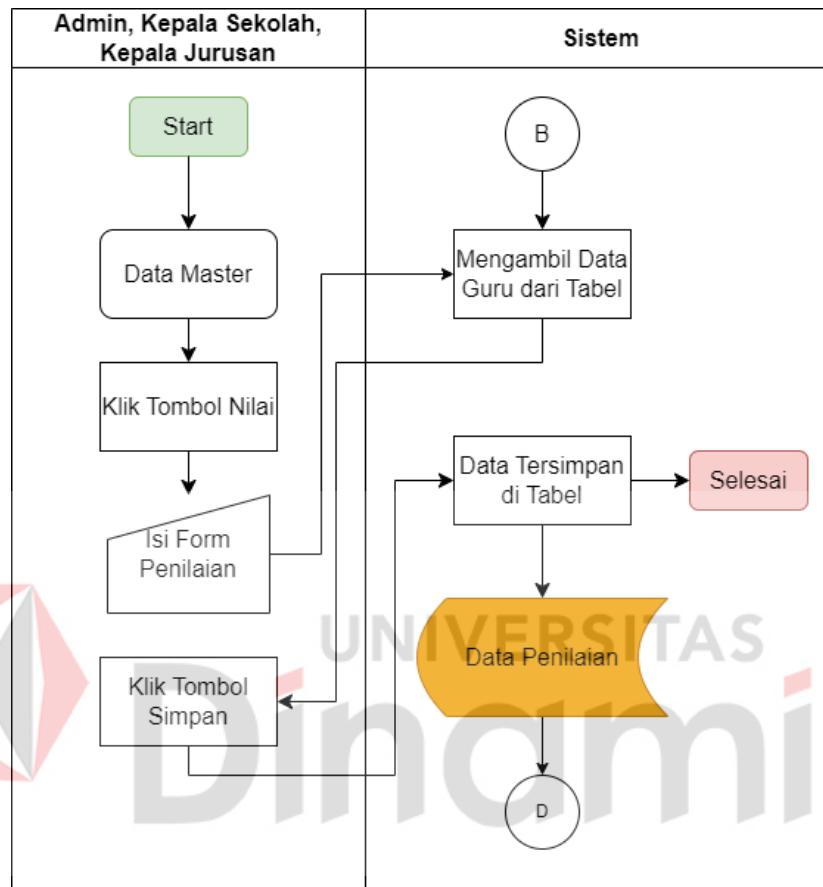 Admin, Kepala Sekolah,
Kepala Jurusan
Sistem
Start
B
Data Master
Mengambil Data
Guru dari Tabel
Klik Tombol Nilai
Data Tersimpan
di Tabel
Selesai
Isi Form
Penilaian
UNIVERSITAS
Dinami
Data Penilaian
Klik Tombol
Simpan
D